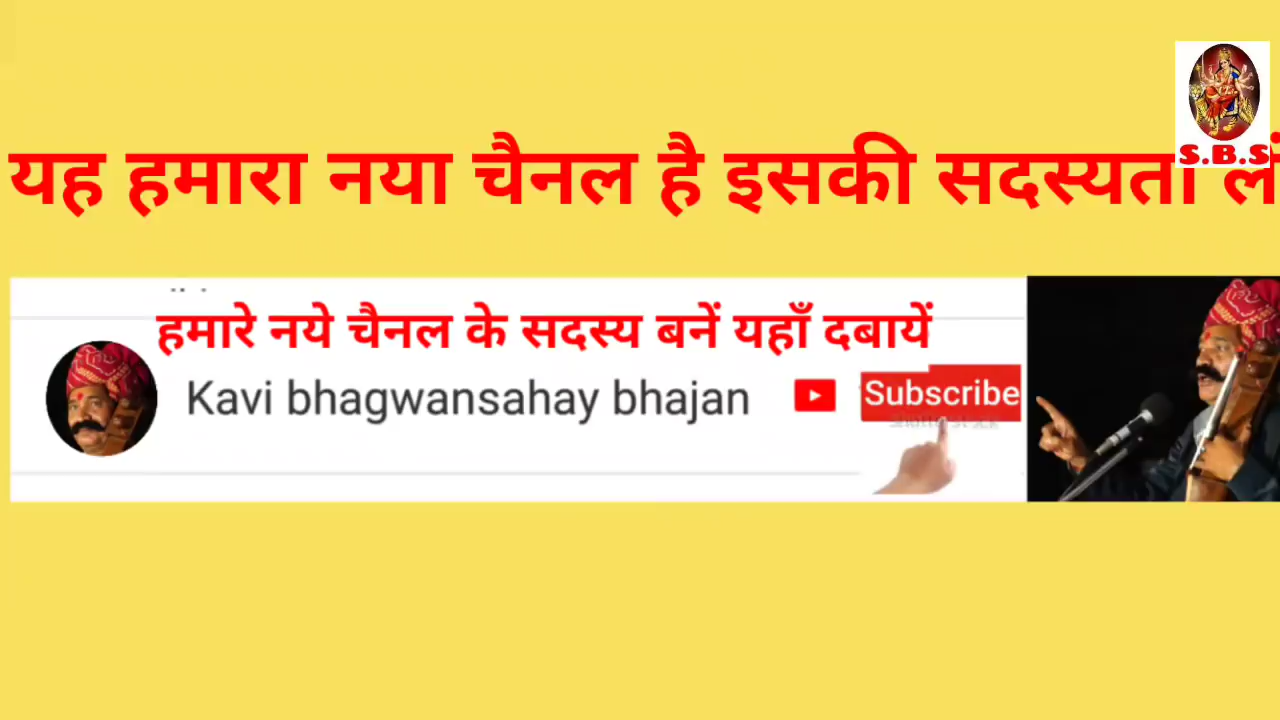 यह हमारा नया चैनल है इसकी सदस्यता लें
S.B.S
हमारे नये चैनल के सदस्य बनें यहाँ दबायें
Kavi bhagwansahay bhajan
Subscribe